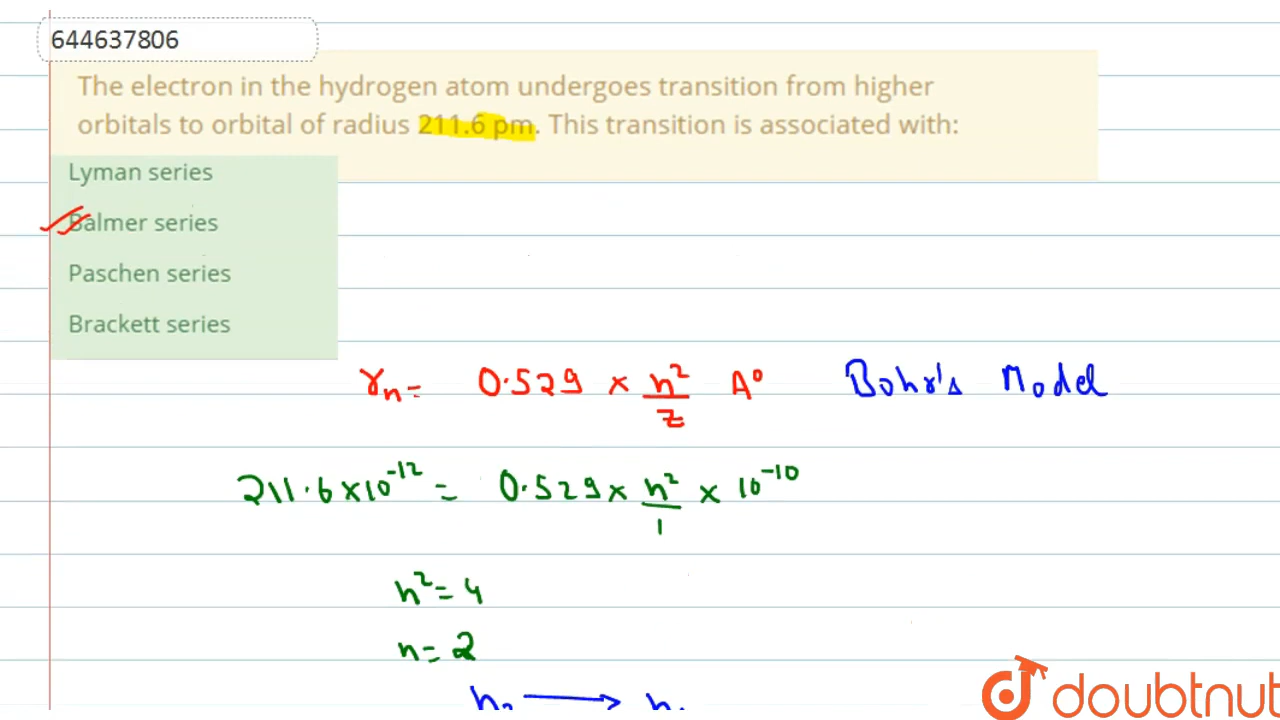 644637806
The electron in the hydrogen atom undergoes transition from higher
orbitals to orbital of radius 211.6 pm. This transition is associated with:
Lyman series
Balmer series
Paschen series
Brackett series
rₙ = 0.529 × n²/z A° Bohr's Model
211.6×10⁻¹² = 0.529 × n²/1 × 10⁻¹⁰
n² = 4
n = 2
n₂ → n₁
doubtnut